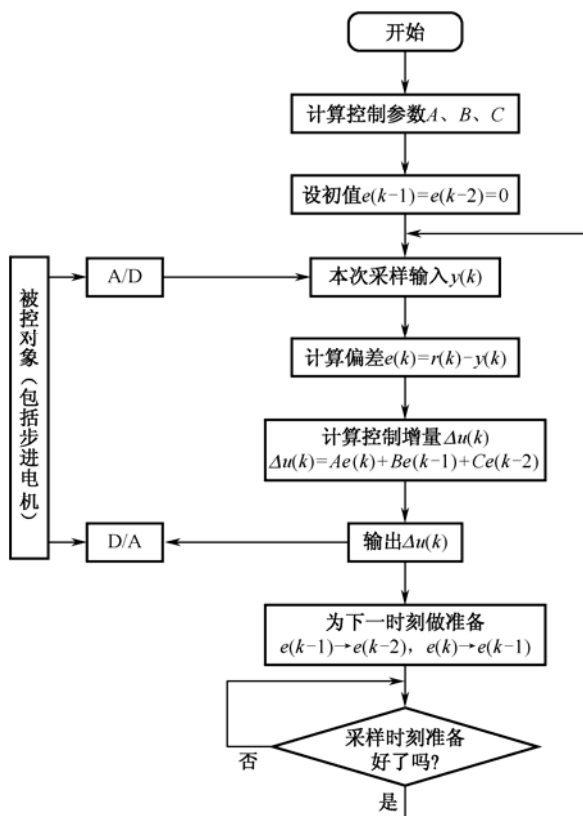 开始
计算控制参数A、B、C
设初值e(k-1)=e(k-2)=0
A/D
本次采样输入y(k)
被控对象（包括步进电机）
计算偏差e(k)=r(k)-y(k)
计算控制增量Δu(k)
Δu(k)=Ae(k)+Be(k-1)+Ce(k-2)
D/A
输出Δu(k)
为下一时刻做准备
e(k-1)→e(k-2)，e(k)→e(k-1)
采样时刻准备
好了吗?
否
是